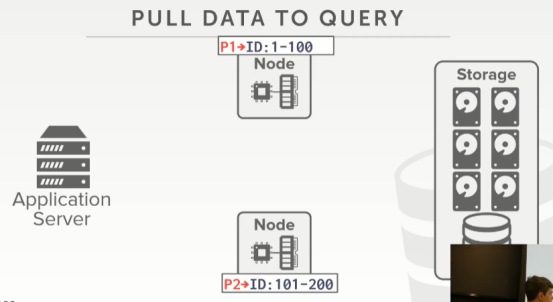 PULL DATA TO QUERY
P1→ID:1-100
Node
Storage
Application
Server
Node
P2→ID:101-200